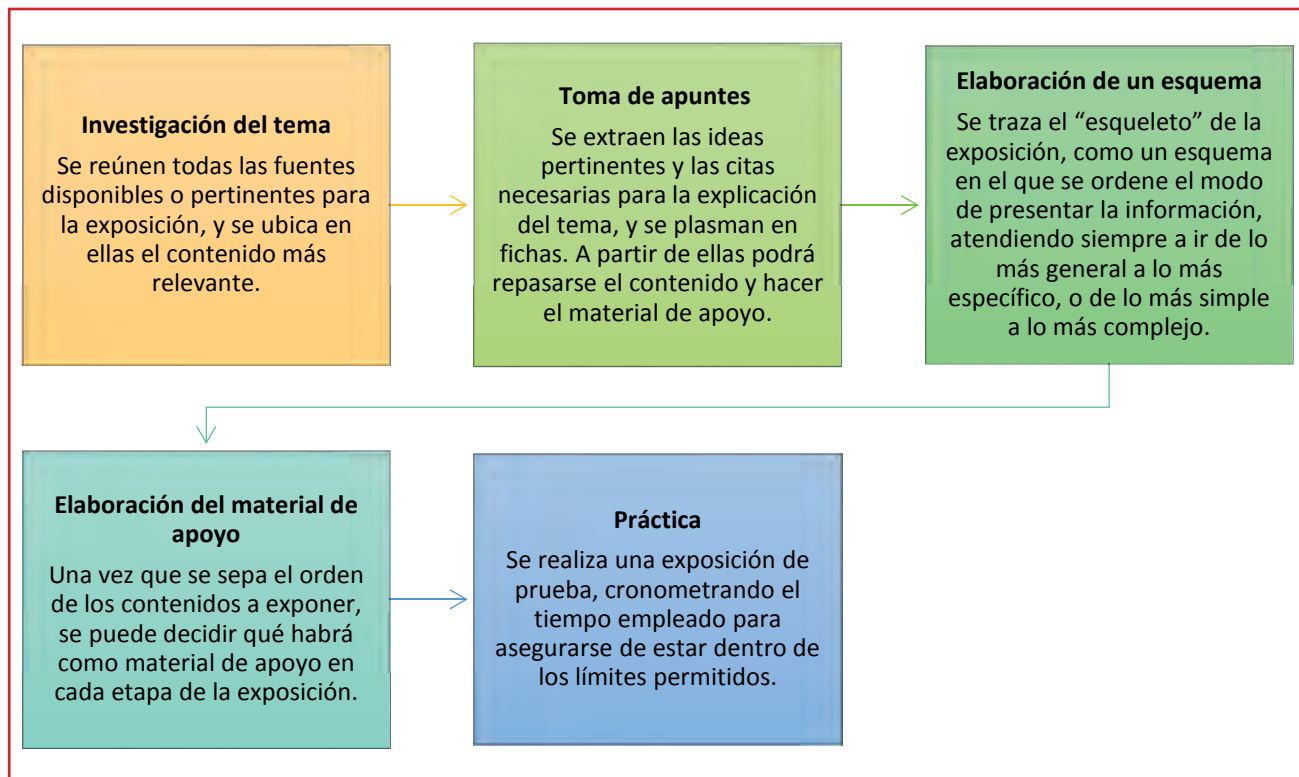 Investigación del tema
Se reúnen todas las fuentes
disponibles o pertinentes para
la exposición, y se ubica en
ellas el contenido más
relevante.
Toma de apuntes
Se extraen las ideas
pertinentes y las citas
necesarias para la explicación
del tema, y se plasman en
fichas. A partir de ellas podrá
repasarse el contenido y hacer
el material de apoyo.
Elaboración de un esquema
Se traza el “esqueleto” de la
exposición, como un esquema
en el que se ordene el modo
de presentar la información,
atendiendo siempre a ir de lo
más general a lo más
específico, o de lo más simple
a lo más complejo.
Elaboración del material de
apoyo
Una vez que se sepa el orden
de los contenidos a exponer,
se puede decidir qué habrá
como material de apoyo en
cada etapa de la exposición.
Práctica
Se realiza una exposición de
prueba, cronometrando el
tiempo empleado para
asegurarse de estar dentro de
los límites permitidos.